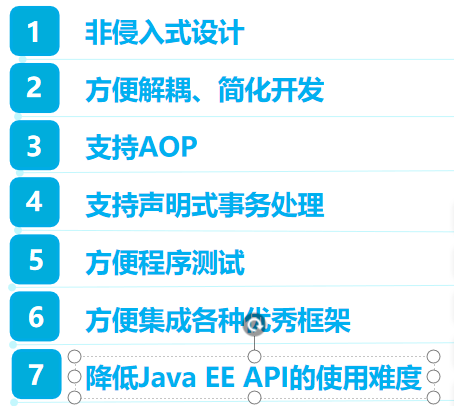 1 非侵入式设计
2 方便解耦、简化开发
3 支持AOP
4 支持声明式事务处理
5 方便程序测试
6 方便集成各种优秀框架
7 降低Java EE API的使用难度